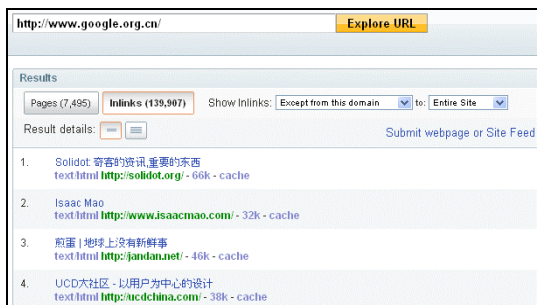 http://www.google.org.cn/ Explore URL
Results
Pages (7,495) Inlinks (139,907) Show Inlinks: Except from this domain to: Entire Site
Result details: Submit webpage or Site Feed
1. Solidot: 奇客的资讯,重要的东西
text/html http://solidot.org/ - 66k - cache
2. Isaac Mao
text/html http://www.isaacmao.com/ - 32k - cache
3. 煎蛋 | 地球上没有新鲜事
text/html http://jandan.net/ - 46k - cache
4. UCD大社区 - 以用户为中心的设计
text/html http://ucdchina.com/ - 38k - cache